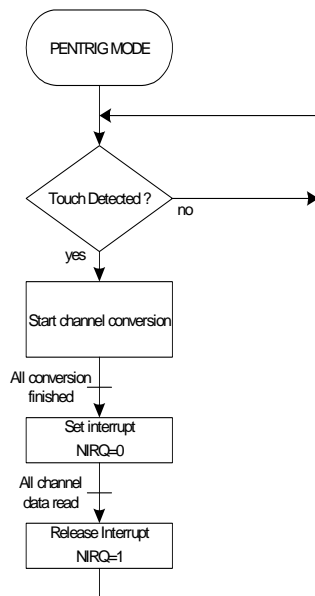 PENTRIG MODE
Touch Detected ?
no
yes
Start channel conversion
All conversion
finished
Set interrupt
NIRQ=0
All channel
data read
Release Interrupt
NIRQ=1